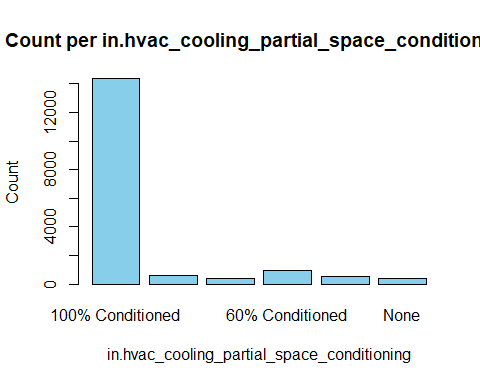 Count per in.hvac_cooling_partial_space_condition
12000
8000
4000
0
Count
100% Conditioned 60% Conditioned None
in.hvac_cooling_partial_space_conditioning